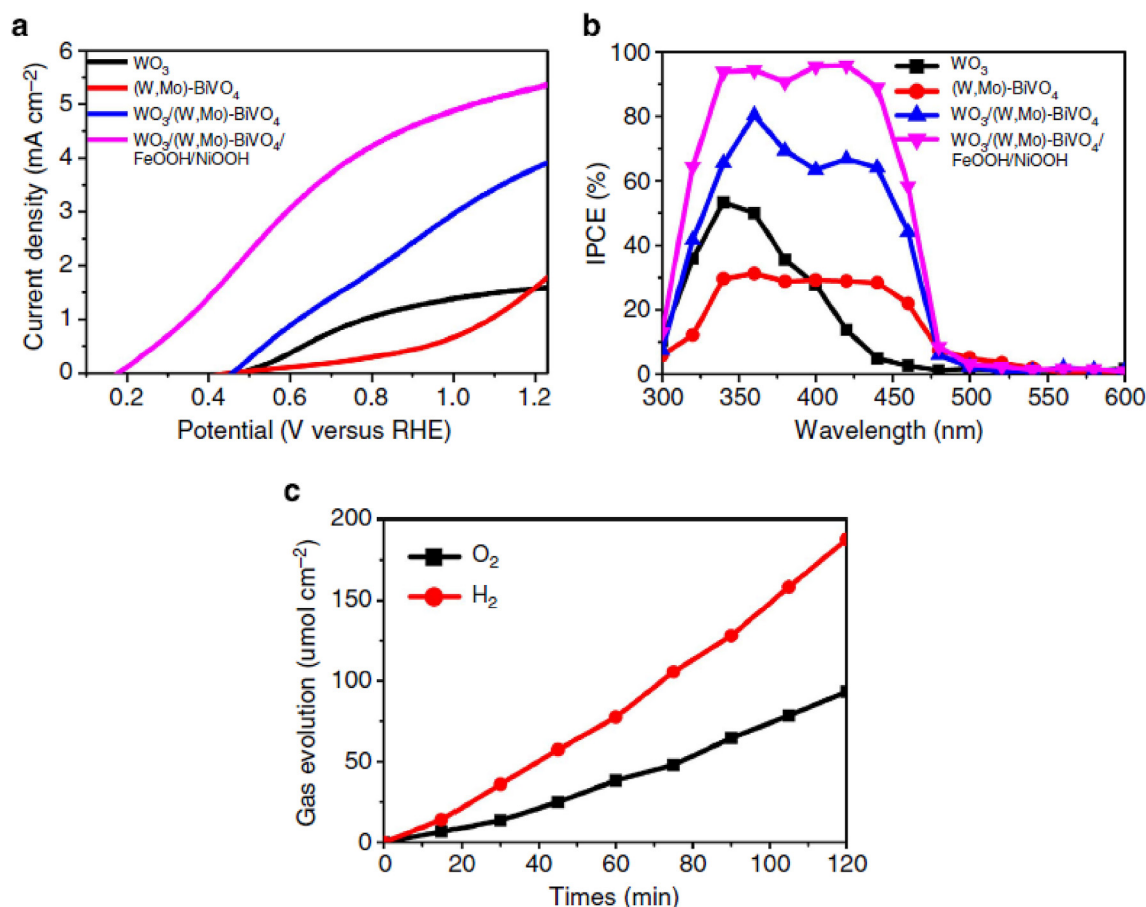 a
6
5
4
3
2
1
0
Current density (mA cm⁻²)
WO₃
(W,Mo)-BiVO₄
WO₃/(W,Mo)-BiVO₄
WO₃/(W,Mo)-BiVO₄/
FeOOH/NiOOH
0.2 0.4 0.6 0.8 1.0 1.2
Potential (V versus RHE)
b
100
80
60
40
20
0
IPCE (%)
WO₃
(W,Mo)-BiVO₄
WO₃/(W,Mo)-BiVO₄
WO₃/(W,Mo)-BiVO₄/
FeOOH/NiOOH
300 350 400 450 500 550 600
Wavelength (nm)
c
200
150
100
50
0
Gas evolution (umol cm⁻²)
O₂
H₂
0 20 40 60 80 100 120
Times (min)